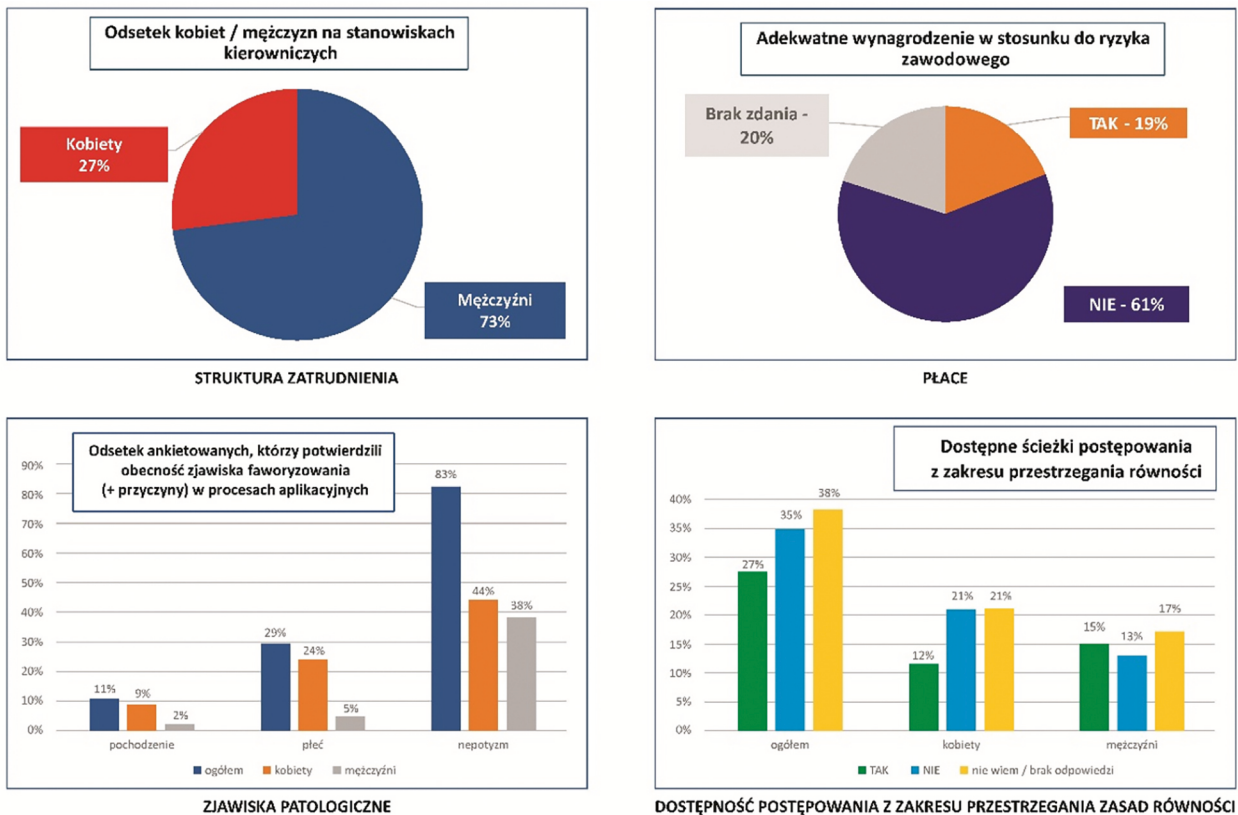 Odsetek kobiet / mężczyzn na stanowiskach
kierowniczych
Kobiety
27%
Mężczyźni
73%
STRUKTURA ZATRUDNIENIA
Adekwatne wynagrodzenie w stosunku do ryzyka
zawodowego
Brak zdania -
20%
TAK - 19%
NIE - 61%
PŁACE
Odsetek ankietowanych, którzy potwierdzili
obecność zjawiska faworyzowania
(+ przyczyny) w procesach aplikacyjnych
90%
80%
70%
60%
50%
40%
30%
20%
10%
0%
11%
9%
2%
29%
24%
5%
83%
44%
38%
pochodzenie
płeć
nepotyzm
ogółem
kobiety
mężczyźni
ZJAWISKA PATOLOGICZNE
Dostępne ścieżki postępowania
z zakresu przestrzegania równości
40%
35%
30%
25%
20%
15%
10%
5%
0%
27%
35%
38%
12%
21%
21%
15%
13%
17%
ogółem
kobiety
mężczyźni
TAK
NIE
nie wiem / brak odpowiedzi
DOSTĘPNOŚĆ POSTĘPOWANIA Z ZAKRESU PRZESTRZEGANIA ZASAD RÓWNOŚCI